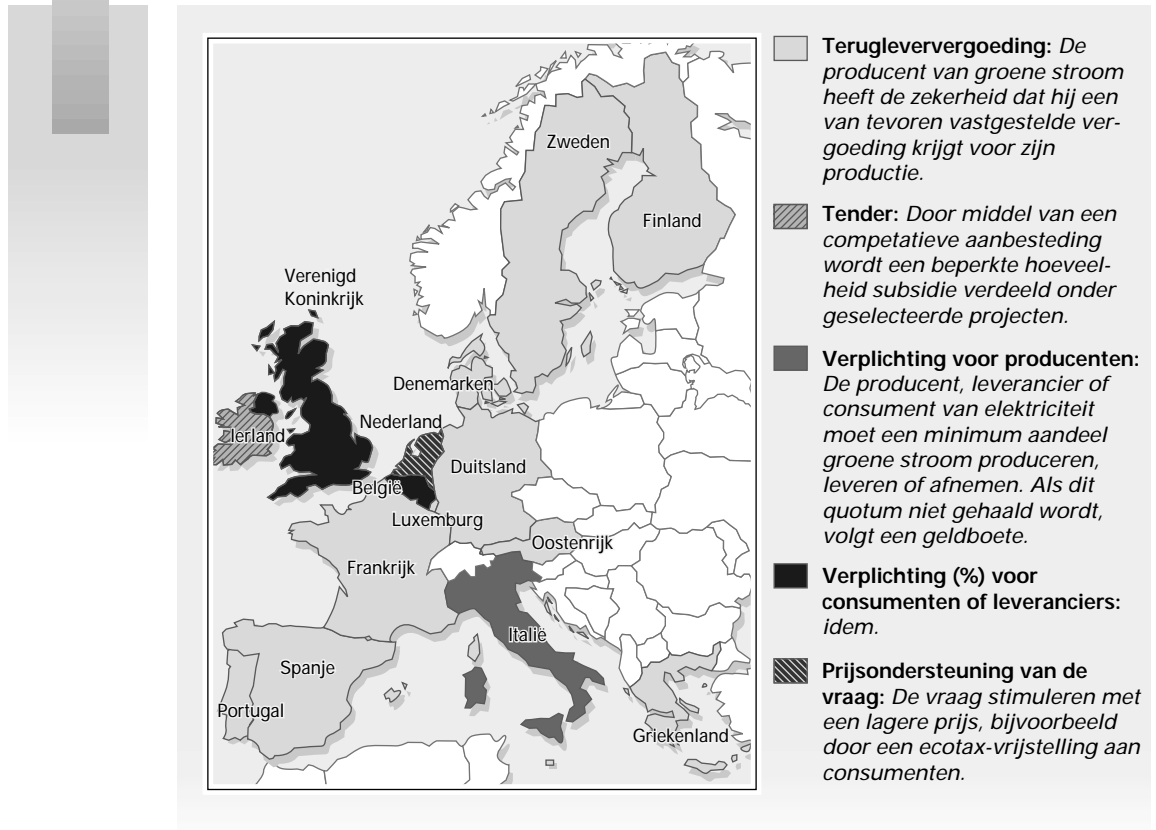 Zweden
Finland
Verenigd
Koninkrijk
Denemarken
Nederland
Ierland
Duitsland
België
Luxemburg
Oostenrijk
Frankrijk
Italië
Spanje
Portugal
Griekenland
Terugleververgoeding: De
producent van groene stroom
heeft de zekerheid dat hij een
van tevoren vastgestelde ver-
goeding krijgt voor zijn
productie.
Tender: Door middel van een
competatieve aanbesteding
wordt een beperkte hoeveel-
heid subsidie verdeeld onder
geselecteerde projecten.
Verplichting voor producenten:
De producent, leverancier of
consument van elektriciteit
moet een minimum aandeel
groene stroom produceren,
leveren of afnemen. Als dit
quotum niet gehaald wordt,
volgt een geldboete.
Verplichting (%) voor
consumenten of leveranciers:
idem.
Prijsondersteuning van de
vraag: De vraag stimuleren met
een lagere prijs, bijvoorbeeld
door een ecotax-vrijstelling aan
consumenten.